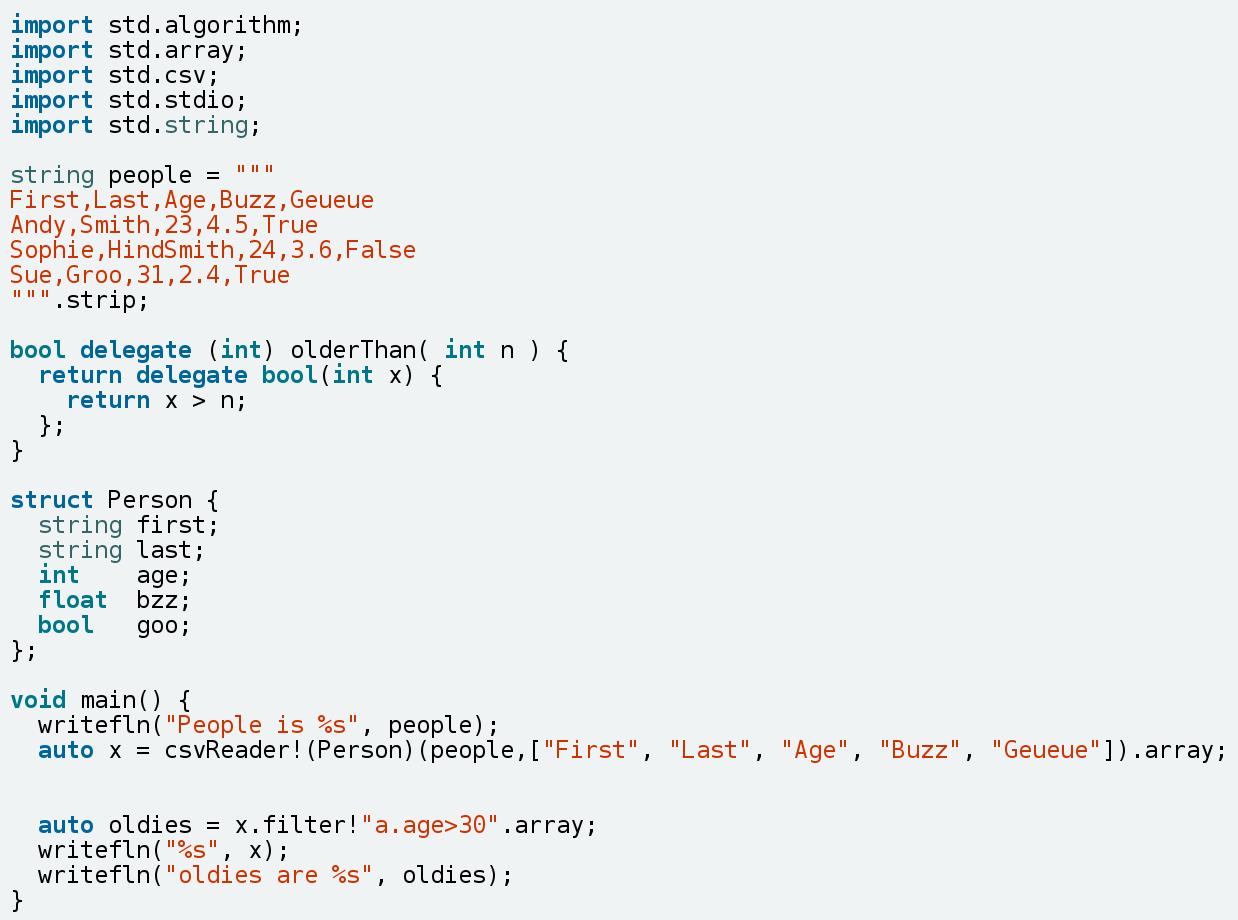 import std.algorithm;
import std.array;
import std.csv;
import std.stdio;
import std.string;

string people = """
First,Last,Age,Buzz,Geueue
Andy,Smith,23,4.5,True
Sophie,HindSmith,24,3.6,False
Sue,Groo,31,2.4,True
""".strip;

bool delegate (int) olderThan( int n ) {
  return delegate bool(int x) {
    return x > n;
  };
}

struct Person {
  string first;
  string last;
  int    age;
  float  bzz;
  bool   goo;
};

void main() {
  writefln("People is %s", people);
  auto x = csvReader!(Person)(people,["First", "Last", "Age", "Buzz", "Geueue"]).array;


  auto oldies = x.filter!"a.age>30".array;
  writefln("%s", x);
  writefln("oldies are %s", oldies);
}